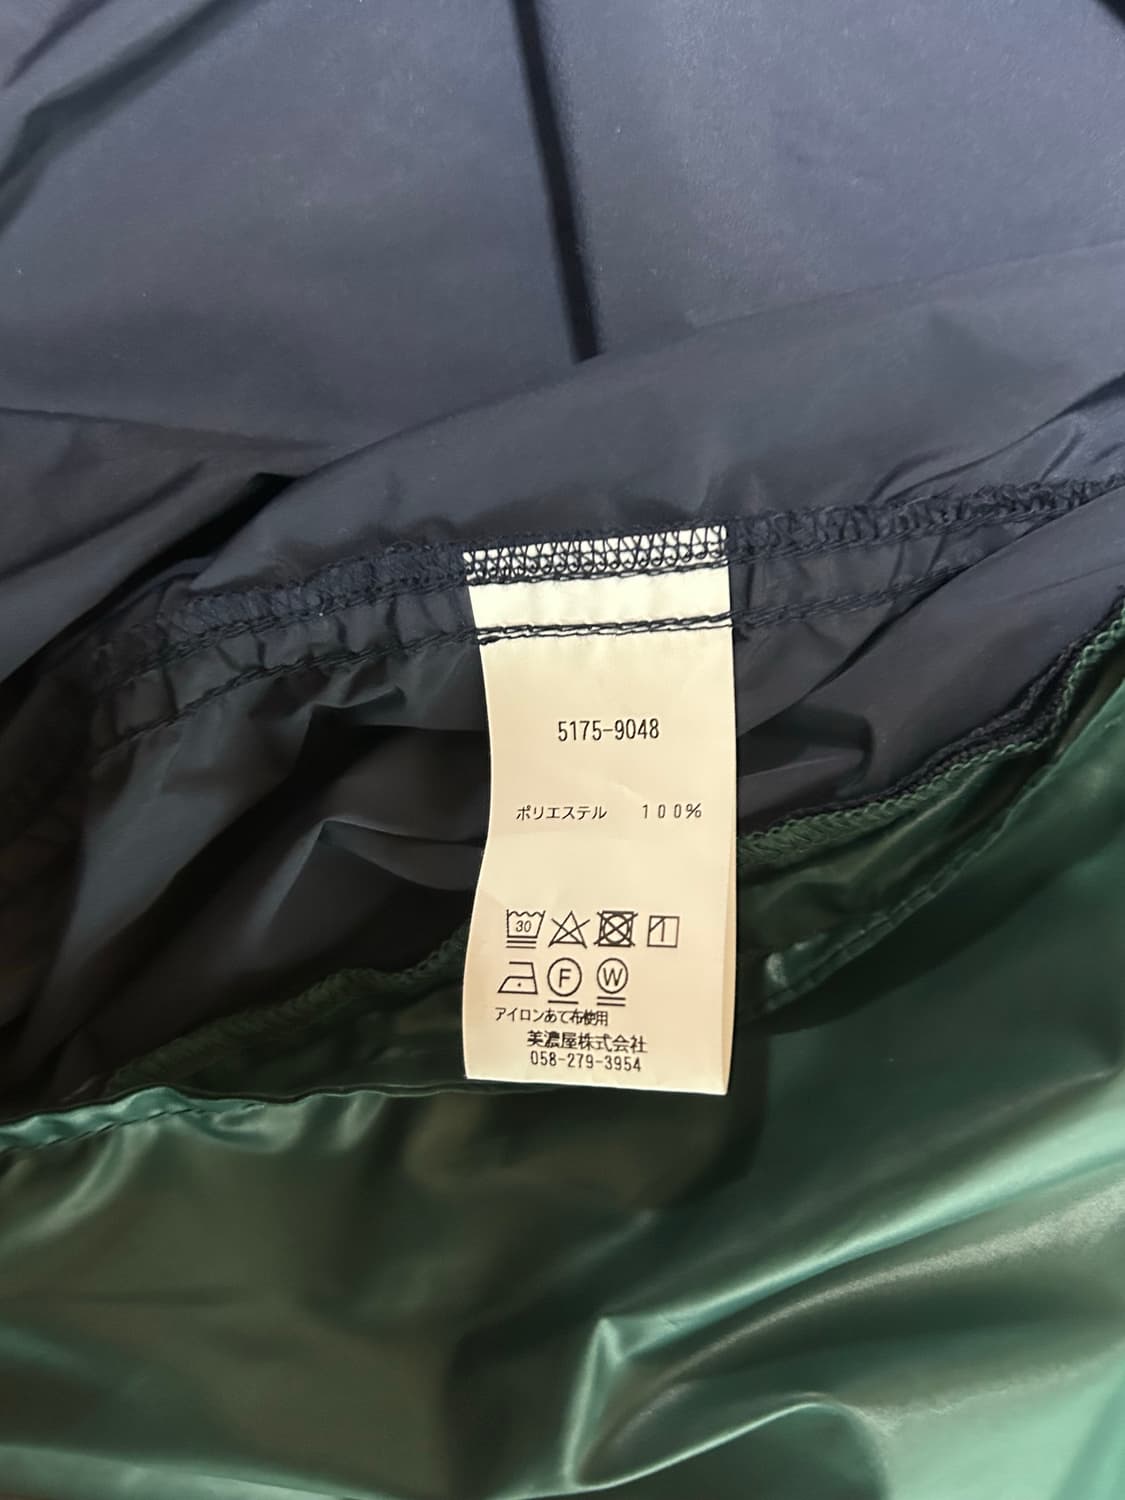 5175-9048
ポリエステル 100%
30
F W
アイロンあて布使用
美濃屋株式会社
058-279-3954